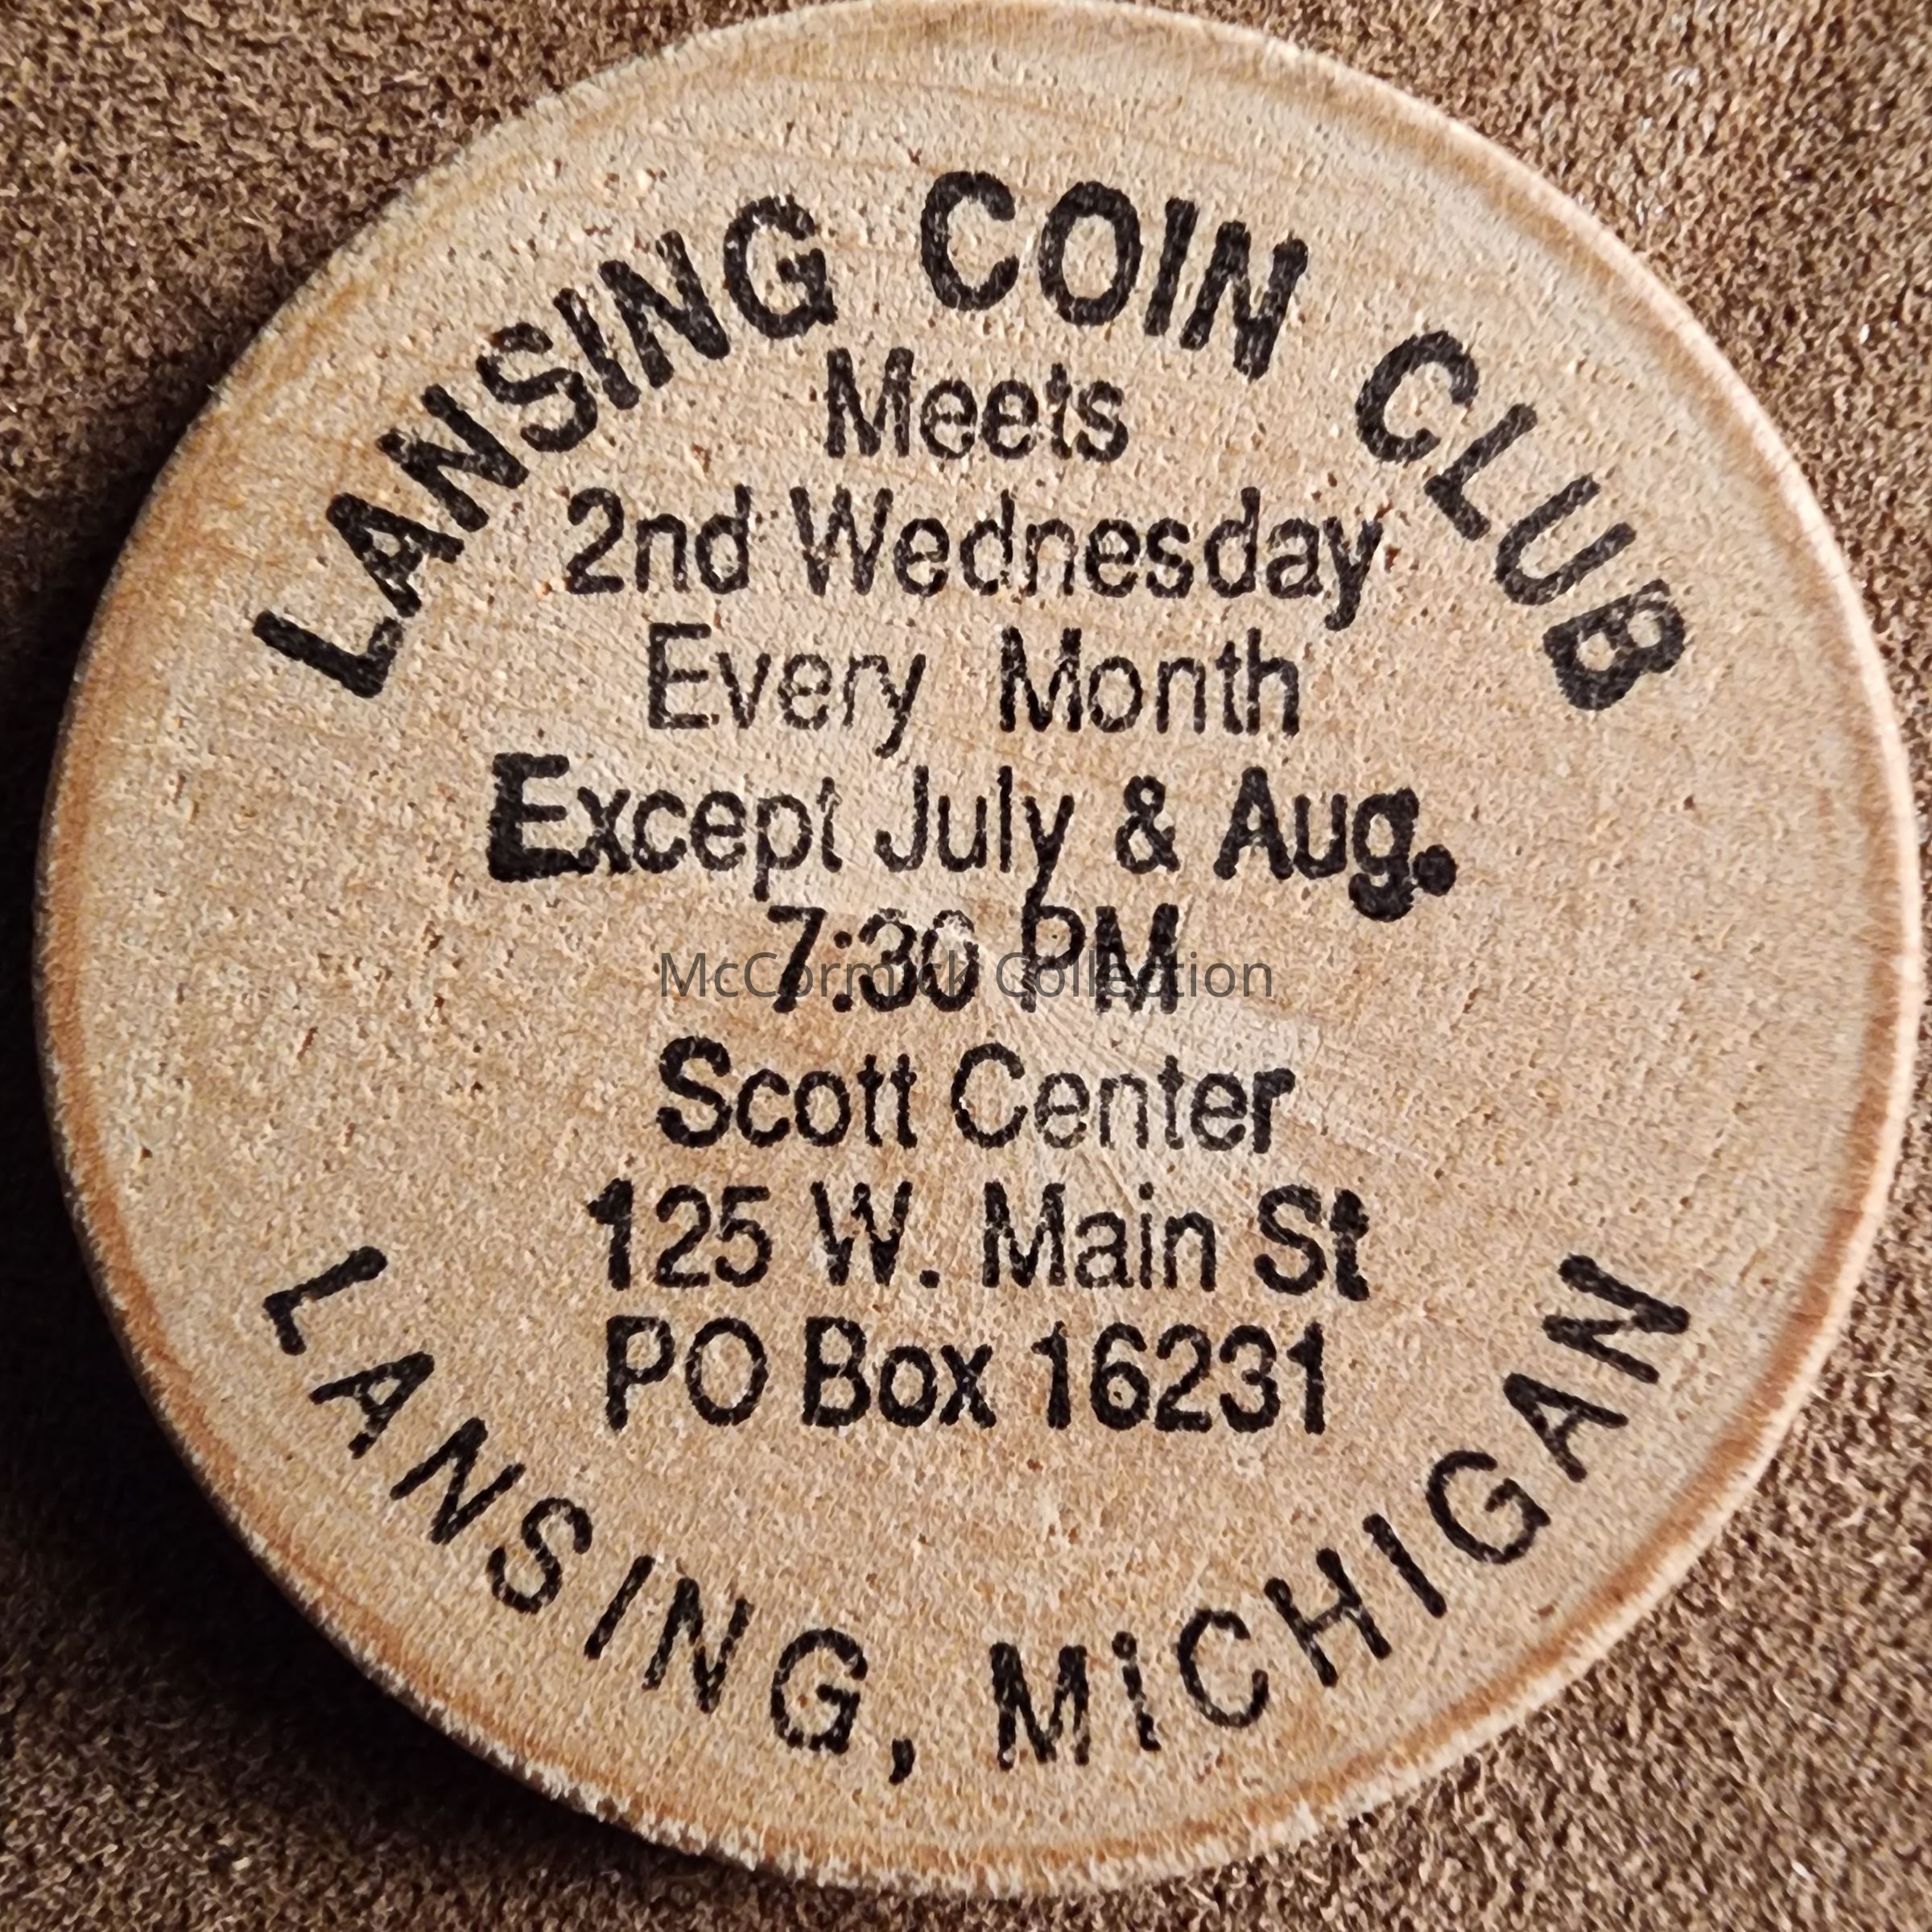 LANSING COIN CLUB
Meets
2nd Wednesday
Every Month
Except July & Aug.
7:30 PM
McCormick Collection
Scott Center
125 W. Main St
PO Box 16231
LANSING, MICHIGAN